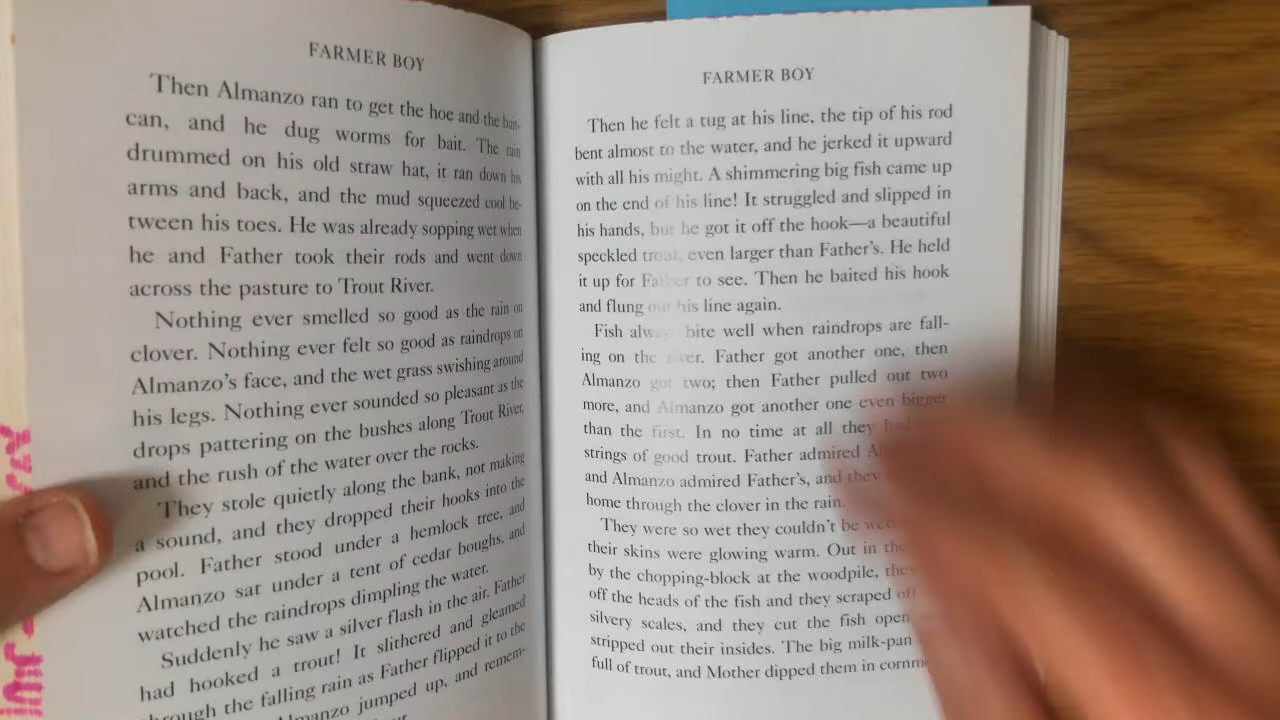 FARMER BOY
Then Almanzo ran to get the hoe and the bait-
can, and he dug worms for bait. The rain
drummed on his old straw hat, it ran down his
arms and back, and the mud squeezed cool be-
tween his toes. He was already sopping wet when
he and Father took their rods and went down
across the pasture to Trout River.
Nothing ever smelled so good as the rain on
clover. Nothing ever felt so good as raindrops on
Almanzo's face, and the wet grass swishing around
his legs. Nothing ever sounded so pleasant as the
drops pattering on the bushes along Trout River,
and the rush of the water over the rocks.
They stole quietly along the bank, not making
a sound, and they dropped their hooks into the
pool. Father stood under a hemlock tree, and
Almanzo sat under a tent of cedar boughs, and
watched the raindrops dimpling the water.
Suddenly he saw a silver flash in the air. Father
had hooked a trout! It slithered and gleamed
through the falling rain as Father flipped it to the
Almanzo jumped up, and remem-
FARMER BOY
Then he felt a tug at his line, the tip of his rod
bent almost to the water, and he jerked it upward
with all his might. A shimmering big fish came up
on the end of his line! It struggled and slipped in
his hands, but he got it off the hook—a beautiful
speckled trout, even larger than Father's. He held
it up for Father to see. Then he baited his hook
and flung out his line again.
Fish always bite well when raindrops are fall-
ing on the river. Father got another one, then
Almanzo got two; then Father pulled out two
more, and Almanzo got another one even bigger
than the first. In no time at all they had
strings of good trout. Father admired
and Almanzo admired Father's, and they
home through the clover in the rain.
They were so wet they couldn't be
their skins were glowing warm. Out in the
by the chopping-block at the woodpile, they
off the heads of the fish and they scraped off
silvery scales, and they cut the fish open
stripped out their insides. The big milk-pan
full of trout, and Mother dipped them in